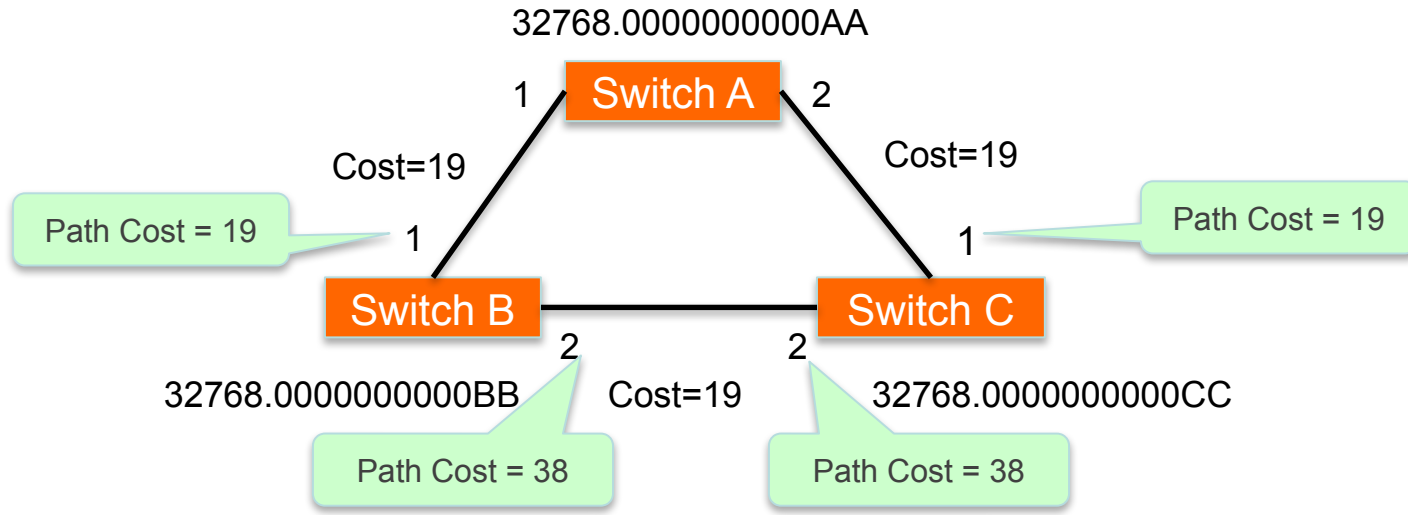 32768.0000000000AA
1
Switch A
2
Cost=19
Cost=19
Path Cost = 19
1
1
Path Cost = 19
Switch B
Switch C
2
2
32768.0000000000BB
Cost=19
32768.0000000000CC
Path Cost = 38
Path Cost = 38